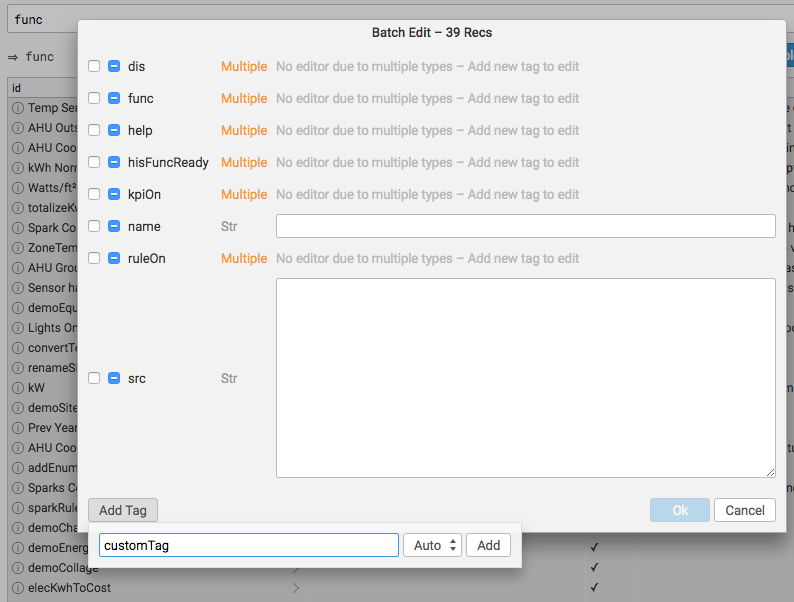 func
Batch Edit – 39 Recs
⇒ func
dis Multiple No editor due to multiple types – Add new tag to edit
id
func Multiple No editor due to multiple types – Add new tag to edit
Temp Ser
AHU Outs
help Multiple No editor due to multiple types – Add new tag to edit
AHU Coo
hisFuncReady Multiple No editor due to multiple types – Add new tag to edit
kWh Norm
Watts/ft²
kpiOn Multiple No editor due to multiple types – Add new tag to edit
totalizeKw
Spark Co
name Str
ZoneTem
ruleOn Multiple No editor due to multiple types – Add new tag to edit
AHU Grou
Sensor ha
demoEqu
Lights On
convertTo
renameSi
src Str
kW
demoSite
Prev Year
AHU Coo
addEnum
Sparks Co
sparkRule
Add Tag Ok Cancel
demoCha
demoEnerg
customTag Auto Add
demoCollage
elecKwhToCost